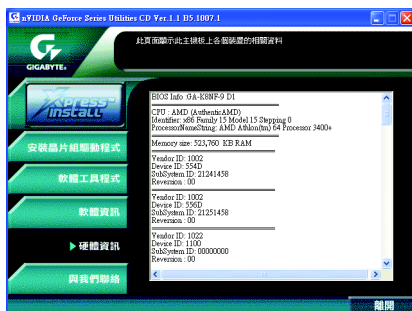 nVIDIA GeForce Series Utilities CD Ver.1.1 B5.1007.1
G
GIGABYTE
此頁面顯示此主機板上各個裝置的相關資料
Xpress
Install
安裝晶片組驅動程式
軟體工具程式
軟體資訊
硬體資訊
與我們聯絡
BIOS Info :GA-K8NF-9 D1
CPU : AMD (AuthenticAMD)
Identifier: x86 Family 15 Model 15 Stepping 0
ProcessorNameString: AMD Athlon(tm) 64 Processor 3400+
Memory size: 523,760 KB RAM
Vendor ID: 1002
Device ID: 554D
SubSystem ID: 21241458
Reversion : 00
Vendor ID: 1002
Device ID: 556D
SubSystem ID: 21251458
Reversion : 00
Vendor ID: 1022
Device ID: 1100
SubSystem ID: 00000000
Reversion : 00
離開